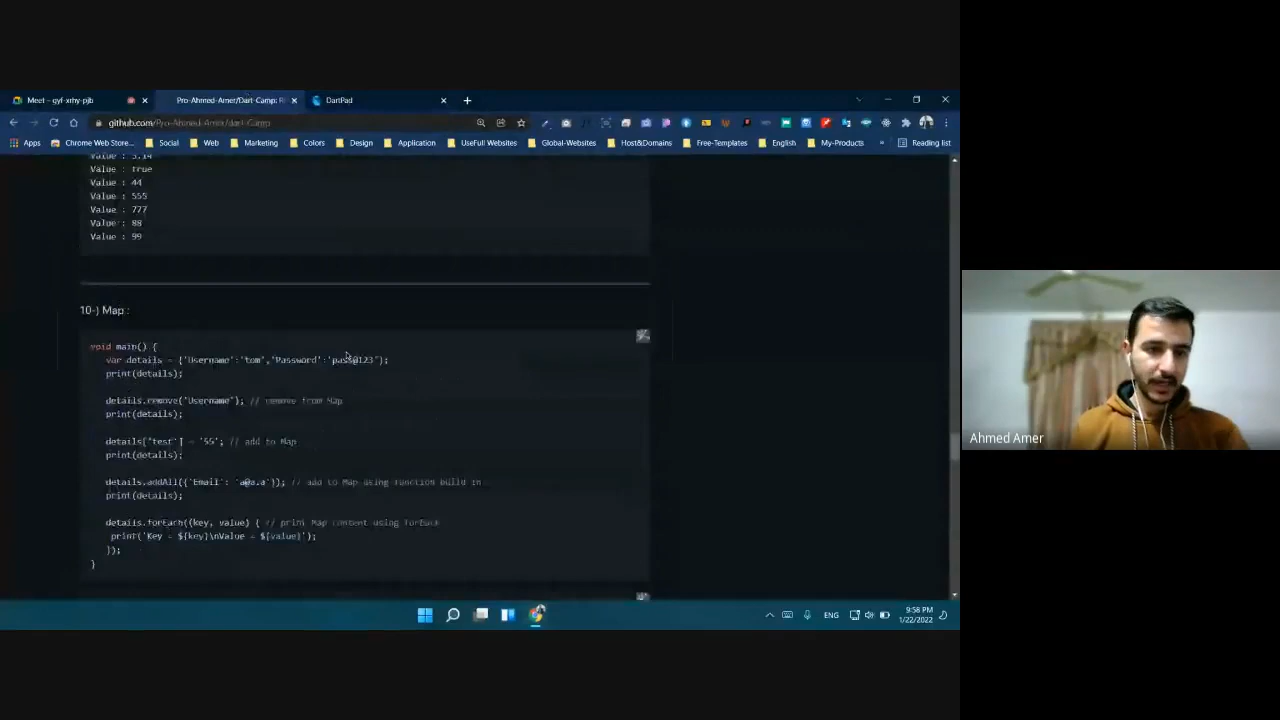 Meet – gyf-xrhy-pjb
Pro-Ahmed-Amer/Dart-Camp: R
DartPad
github.com/Pro-Ahmed-Amer/dart-Camp
Apps
Chrome Web Store...
Social
Web
Marketing
Colors
Design
Application
UseFull Websites
Global-Websites
Host&Domains
Free-Templates
English
My-Products
»
Reading list
Value : 3.14
Value : true
Value : 44
Value : 555
Value : 777
Value : 88
Value : 99
10-) Map :
void main() {
var details = {'Username':'tom','Password':'pass@123'};
print(details);
details.remove('Username'); // remove from Map
print(details);
details['test'] = '55'; // add to Map
print(details);
details.addAll({'Email': 'a@a.a'}); // add to Map using function build in
print(details);
details.forEach((key, value) { // print Map content using forEach
print('Key = ${key}\nValue = ${value}');
});
}
ENG
9:58 PM
1/22/2022
Ahmed Amer